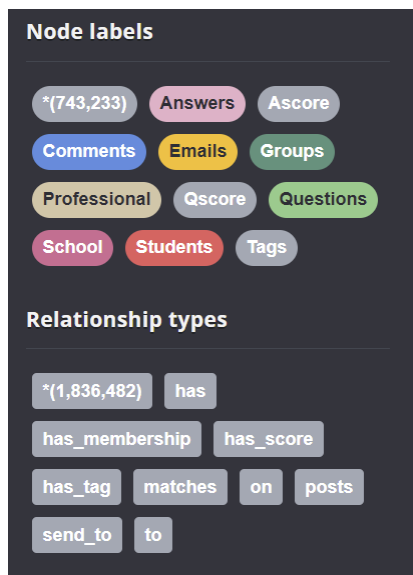 Node labels
*(743,233) Answers Ascore
Comments Emails Groups
Professional Qscore Questions
School Students Tags
Relationship types
*(1,836,482) has
has_membership has_score
has_tag matches on posts
send_to to